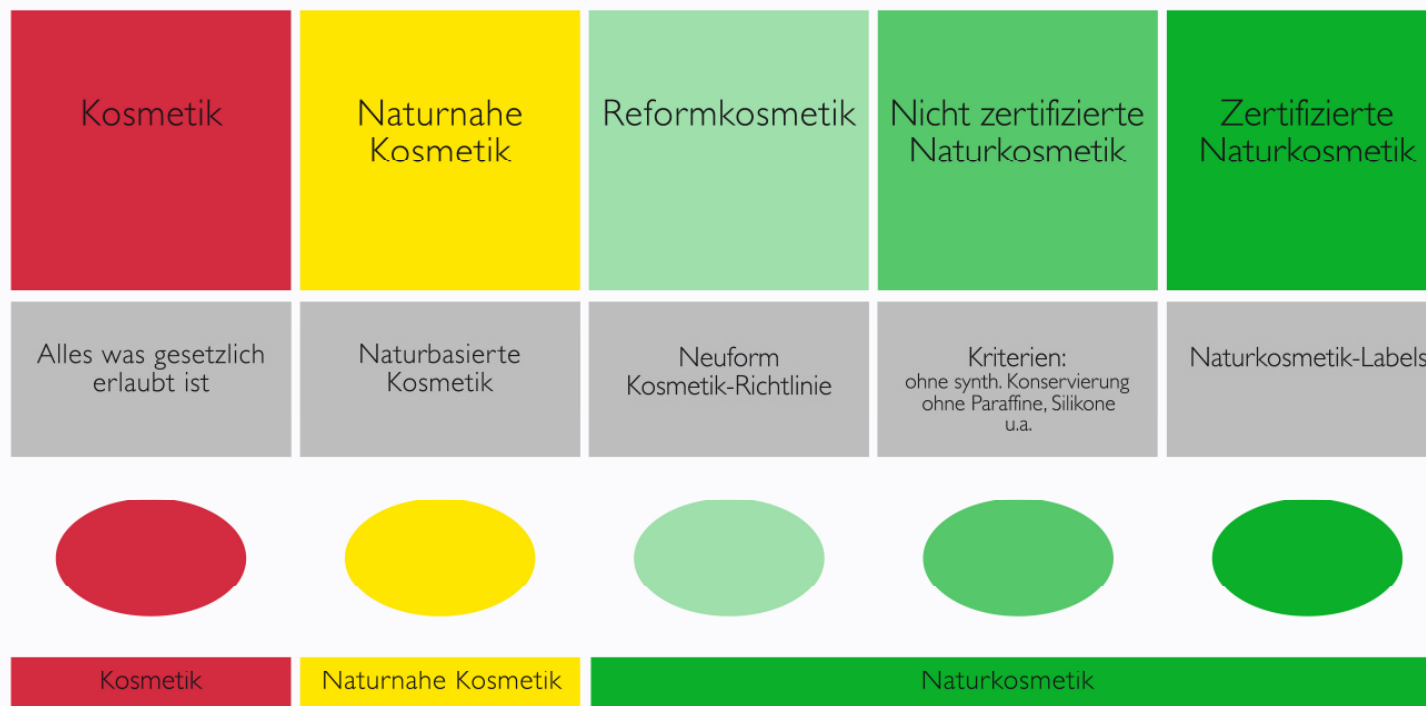 Kosmetik
Naturnahe
Kosmetik
Reformkosmetik
Nicht zertifizierte
Naturkosmetik
Zertifizierte
Naturkosmetik
Alles was gesetzlich
erlaubt ist
Naturbasierte
Kosmetik
Neuform
Kosmetik-Richtlinie
Kriterien:
ohne synth. Konservierung
ohne Paraffine, Silikone
u.a.
Naturkosmetik-Labels
Kosmetik
Naturnahe Kosmetik
Naturkosmetik